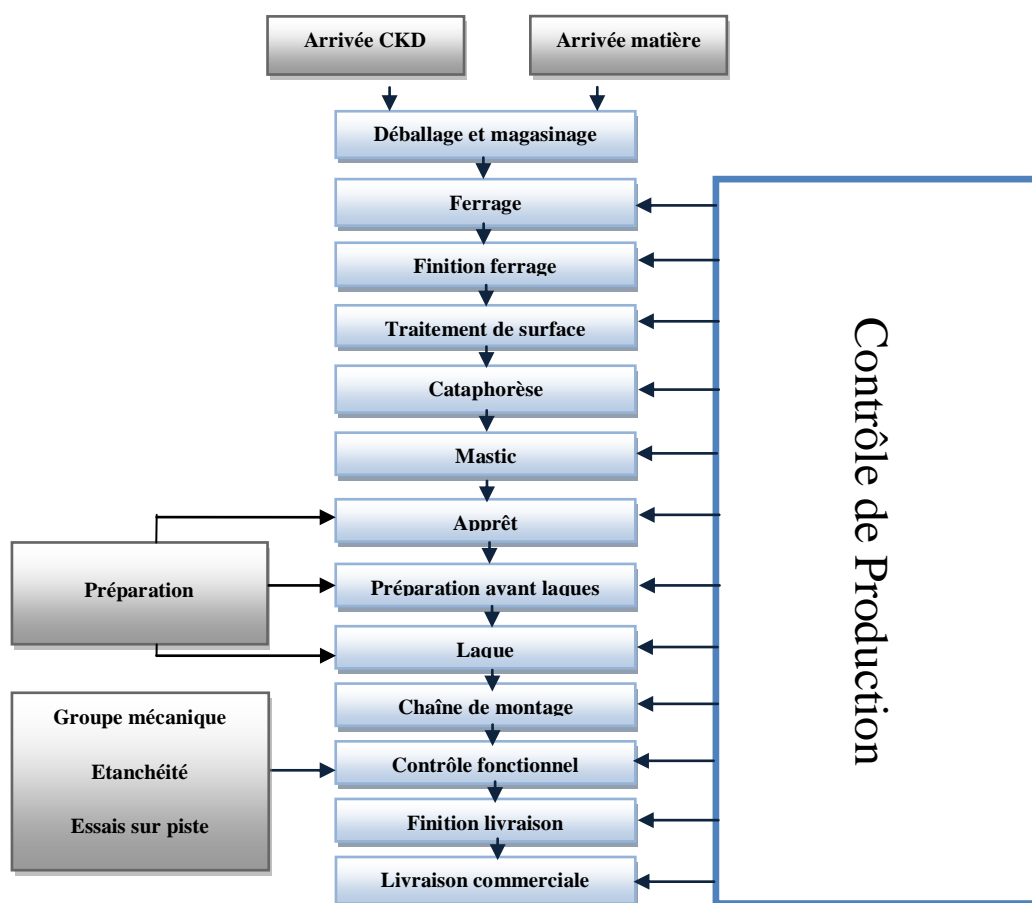 Arrivée CKD
Arrivée matière
Déballage et magasinage
Ferrage
Finition ferrage
Traitement de surface
Cataphorèse
Mastic
Apprêt
Préparation
Préparation avant laques
Laque
Groupe mécanique
Etanchéité
Essais sur piste
Chaîne de montage
Contrôle fonctionnel
Finition livraison
Livraison commerciale
Contrôle de Production